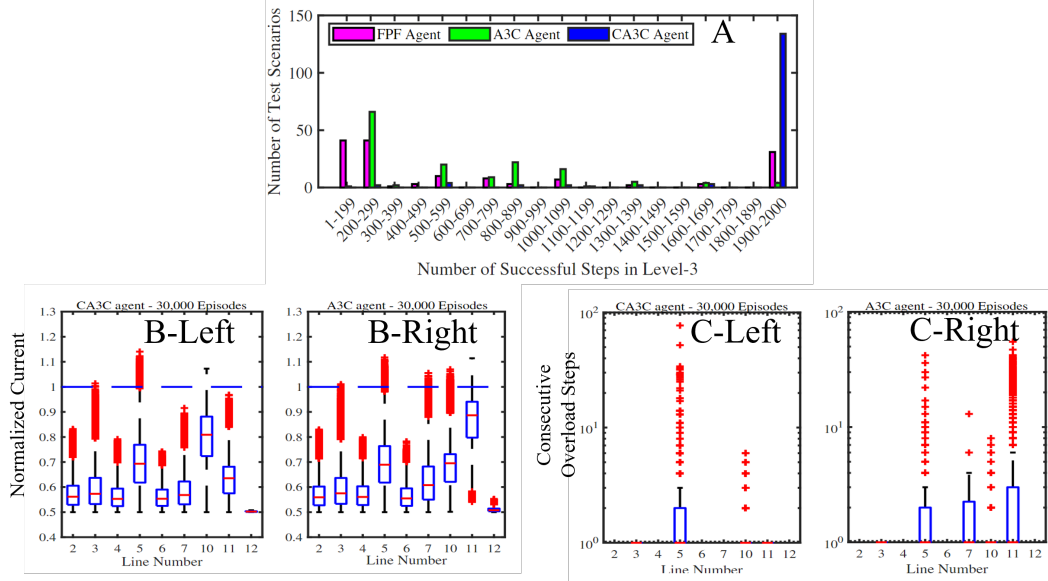 150
100
50
0
Number of Test Scenarios
FPF Agent
A3C Agent
CA3C Agent
A
1-199
200-299
300-399
400-499
500-599
600-699
700-799
800-899
900-999
1000-1099
1100-1199
1200-1299
1300-1399
1400-1499
1500-1599
1600-1699
1700-1799
1800-1899
1900-2000
Number of Successful Steps in Level-3
CA3C agent - 30,000 Episodes
B-Left
Normalized Current
1.3
1.2
1.1
1
0.9
0.8
0.7
0.6
0.5
0.4
2 3 4 5 6 7 10 11 12
Line Number
A3C agent - 30,000 Episodes
B-Right
1.3
1.2
1.1
1
0.9
0.8
0.7
0.6
0.5
0.4
2 3 4 5 6 7 10 11 12
Line Number
CA3C agent - 30,000 Episodes
C-Left
Consecutive
Overload Steps
10²
10¹
10⁰
2 3 4 5 6 7 10 11 12
Line Number
A3C agent - 30,000 Episodes
C-Right
10²
10¹
10⁰
2 3 4 5 6 7 10 11 12
Line Number